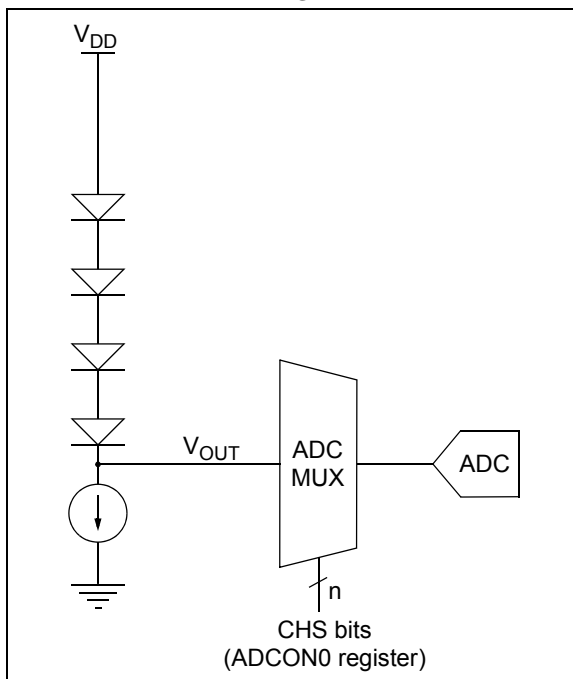 VDD
VOUT
ADC
MUX
ADC
n
CHS bits
(ADCON0 register)